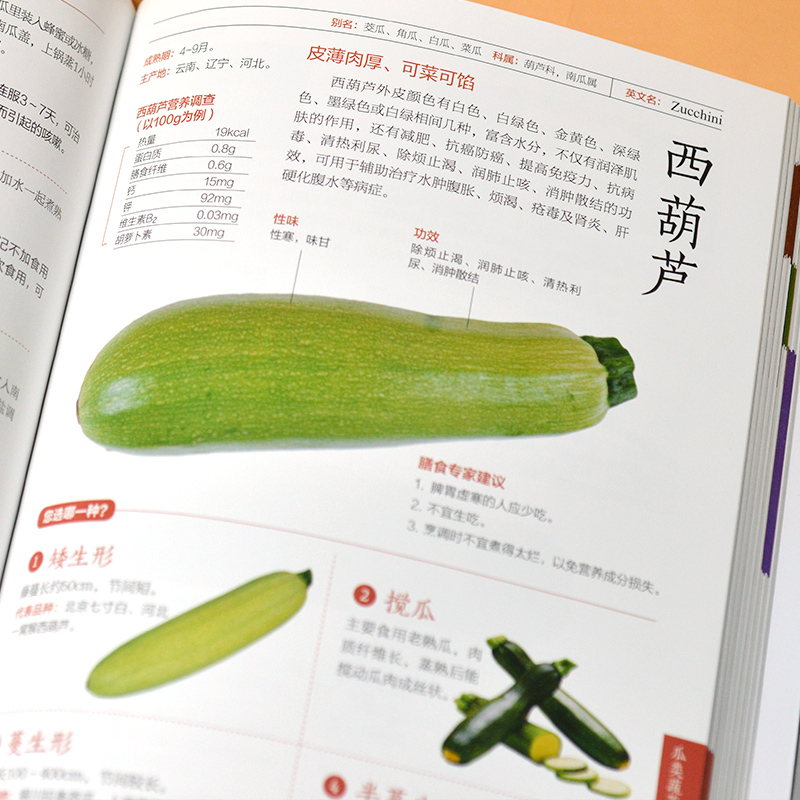 瓜里装入蜂蜜或冰糖，
南瓜盖，上锅蒸1小时
连服3~7天，可治
而引起的咳嗽。
加水一起煮熟
记不加食用
次食用，可
人南
盐调
别名：茭瓜、角瓜、白瓜、菜瓜 科属：葫芦科，南瓜属
英文名：Zucchini
成熟期：4~9月。
主产地：云南、辽宁、河北。
西葫芦
皮薄肉厚、可菜可馅
西葫芦外皮颜色有白色、白绿色、金黄色、深绿
色、墨绿色或白绿相间几种，富含水分，不仅有润泽肌
肤的作用，还有减肥、抗癌防癌、提高免疫力、抗病
毒、清热利尿、除烦止渴、润肺止咳、消肿散结的功
效，可用于辅助治疗水肿腹胀、烦渴、疮毒及肾炎、肝
硬化腹水等病症。
西葫芦营养调查
（以100g为例）
热量 19kcal
蛋白质 0.8g
膳食纤维 0.6g
钙 15mg
钾 92mg
维生素B₂ 0.03mg
胡萝卜素 30mg
性味
性寒，味甘
功效
除烦止渴、润肺止咳、清热利
尿、消肿散结
膳食专家建议
1. 脾胃虚寒的人应少吃。
2. 不宜生吃。
3. 烹调时不宜煮得太烂，以免营养成分损失。
您选哪一种？
1 矮生形
藤蔓长约50cm，节间短。
代表品种：北京七寸白、河北
一窝猴西葫芦。
2 搅瓜
主要食用老熟瓜，肉
质纤维长，蒸熟后能
搅动瓜肉成丝状。
蔓生形
100~400cm，节间较长。
4 半蔓生
瓜类蔬